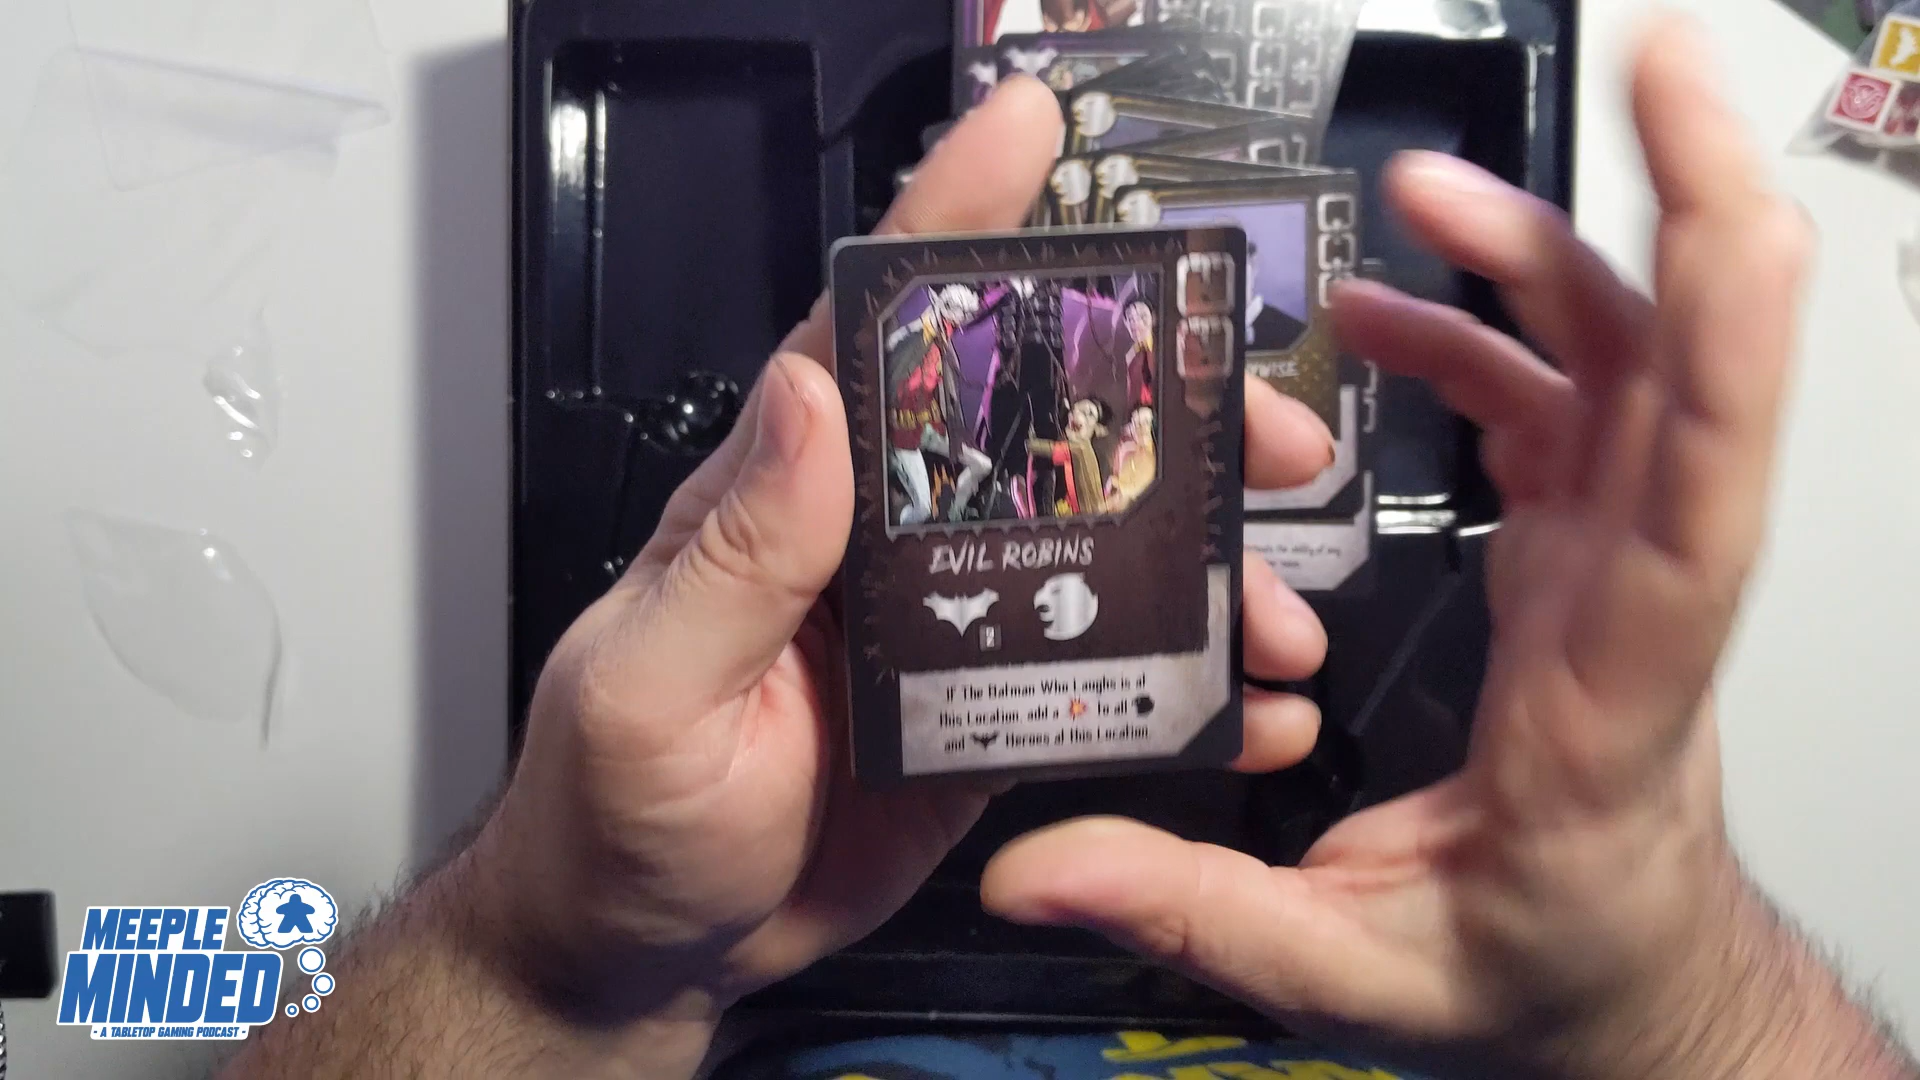 EVIL ROBINS
2
If The Batman Who Laughs is at
this Location, add a to all
and Heroes at this Location.
MEEPLE
MINDED
- A TABLETOP GAMING PODCAST -